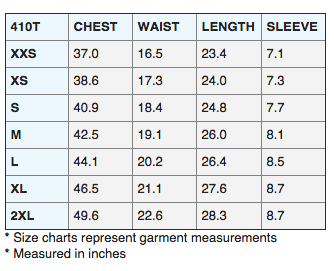 410T CHEST WAIST LENGTH SLEEVE
XXS 37.0 16.5 23.4 7.1
XS 38.6 17.3 24.0 7.3
S 40.9 18.4 24.8 7.7
M 42.5 19.1 26.0 8.1
L 44.1 20.2 26.4 8.5
XL 46.5 21.1 27.6 8.7
2XL 49.6 22.6 28.3 8.7
* Size charts represent garment measurements
* Measured in inches